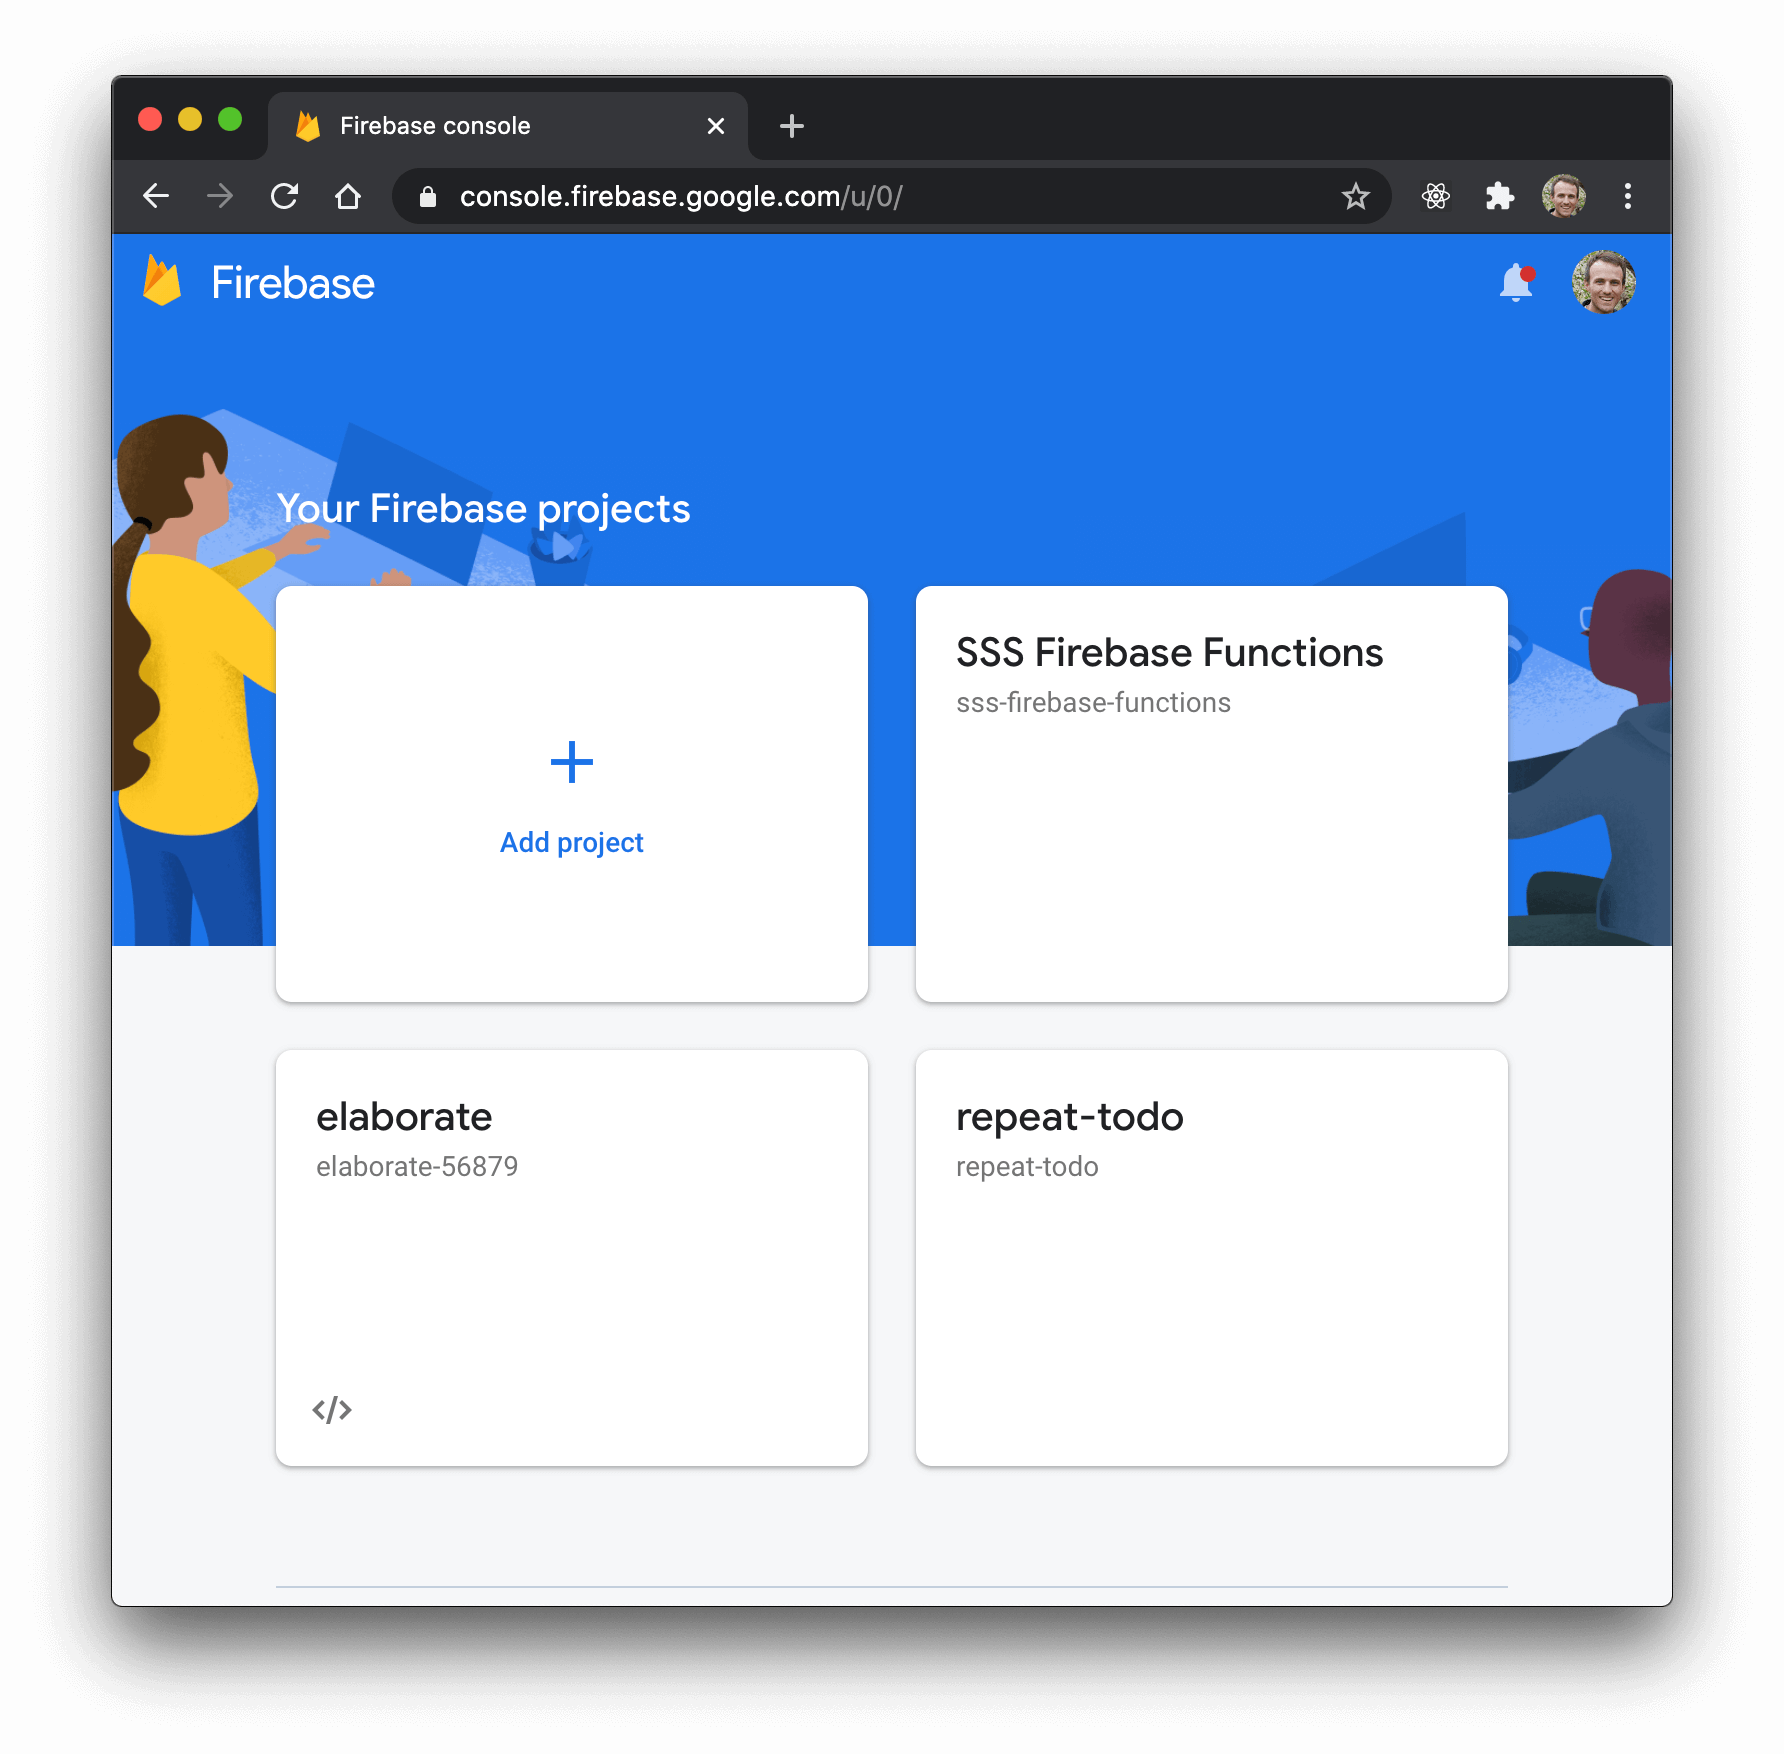 Firebase console
console.firebase.google.com/u/0/
Firebase
Your Firebase projects
Add project
SSS Firebase Functions
sss-firebase-functions
elaborate
elaborate-56879
repeat-todo
repeat-todo